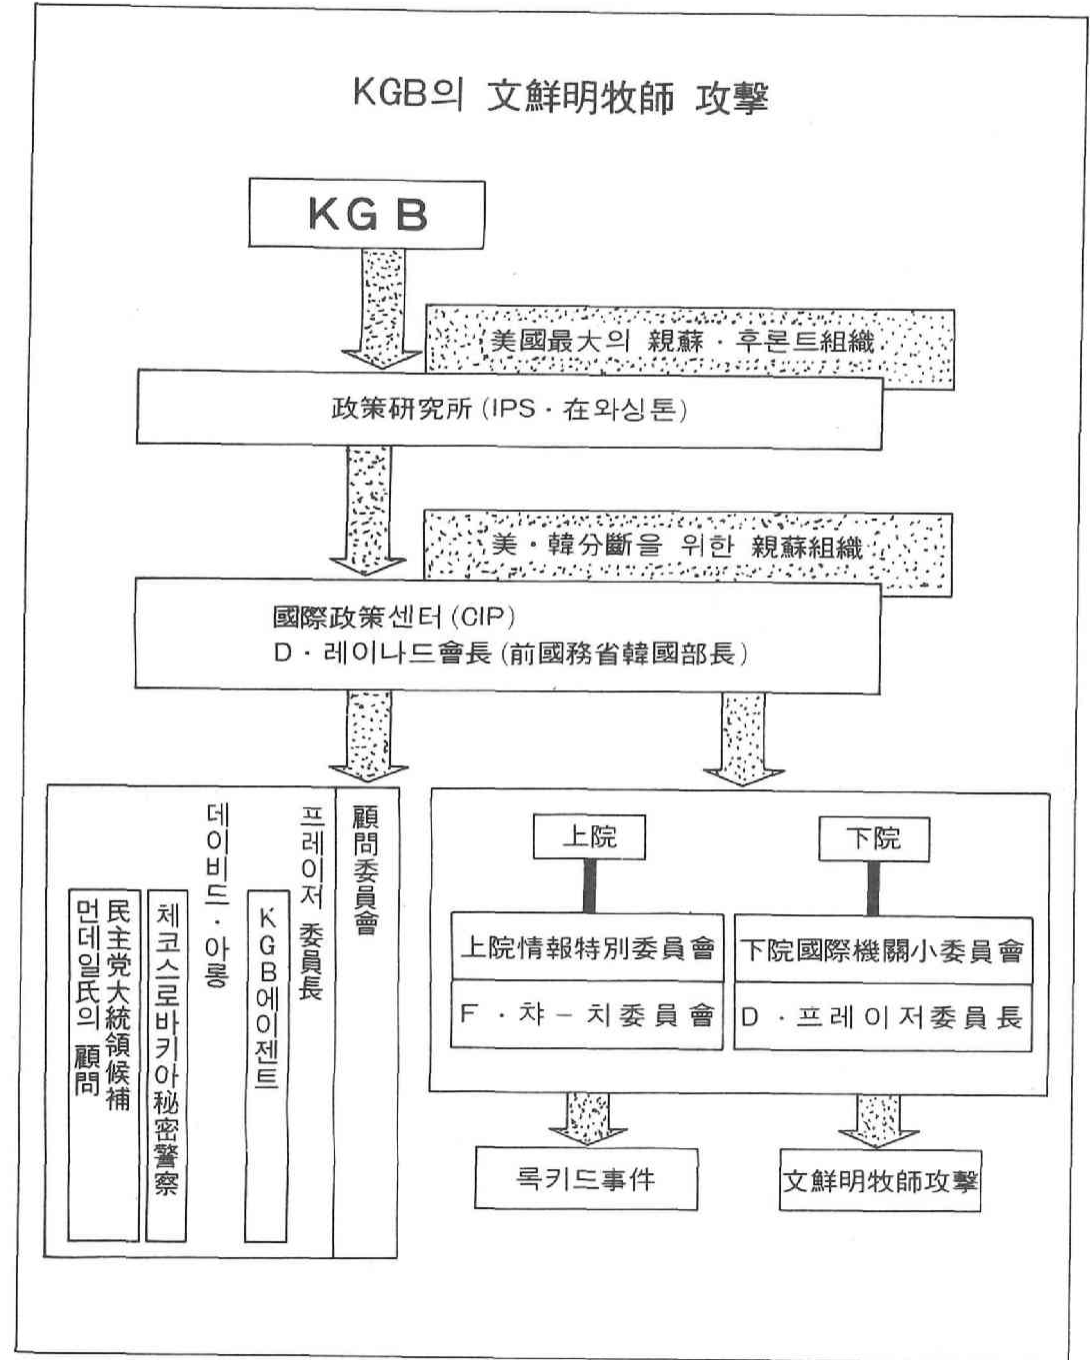 KGB의 文鮮明牧師 攻擊
KGB
美國最大의 親蘇·후론트組織
政策研究所(IPS·在와싱톤)
美·韓分斷을 위한 親蘇組織
國際政策센터(CIP)
D·레이나드會長(前國務省韓國部長)
顧問委員會
프레이저 委員長
KGB에이젠트
데이비드·아롱
체코스로바키아秘密警察
民主党大統領候補
먼데일氏의 顧問
上院
上院情報特別委員會
F·챠-치委員會
下院
下院國際機關小委員會
D·프레이저委員長
록키드事件
文鮮明牧師攻擊